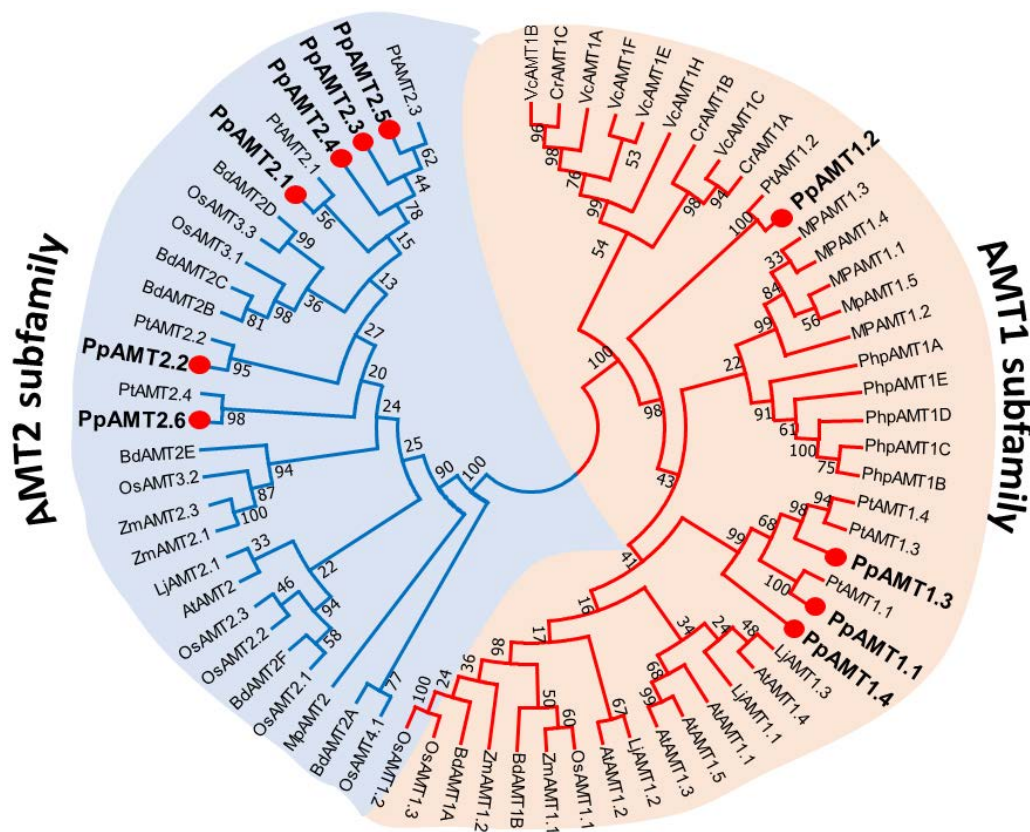 AMT2 subfamily
AMT1 subfamily
VcAMT1B
CrAMT1C
VcAMT1A
VcAMT1F
VcAMT1E
VcAMT1H
CrAMT1B
VcAMT1C
CrAMT1A
PtAMT1.2
PpAMT1.2
MPAMT1.3
MPAMT1.4
MPAMT1.1
MpAMT1.5
MPAMT1.2
PhpAMT1A
PhpAMT1E
PhpAMT1D
PhpAMT1C
PhpAMT1B
PtAMT1.4
PtAMT1.3
PpAMT1.3
PtAMT1.1
PpAMT1.1
PpAMT1.4
LjAMT1.3
AtAMT1.4
LjAMT1.1
AtAMT1.1
AtAMT1.5
AtAMT1.3
LjAMT1.2
AtAMT1.2
OsAMT1.1
ZmAMT1.1
BdAMT1B
ZmAMT1.2
BdAMT1A
OsAMT1.3
OsAMT1.2
OsAMT4.1
BdAMT2A
MpAMT2
OsAMT2.1
BdAMT2F
OsAMT2.2
OsAMT2.3
AtAMT2
LjAMT2.1
ZmAMT2.1
ZmAMT2.3
OsAMT3.2
BdAMT2E
PpAMT2.6
PtAMT2.4
PpAMT2.2
PtAMT2.2
BdAMT2B
BdAMT2C
OsAMT3.1
OsAMT3.3
BdAMT2D
PpAMT2.1
PtAMT2.1
PpAMT2.4
PpAMT2.3
PpAMT2.5
PtAMT2.3
96
98
76
53
99
54
98
94
100
100
98
33
84
56
99
22
91
61
100
75
43
94
98
68
99
100
41
16
34
24
48
68
99
17
67
98
50
60
36
24
100
77
100
90
25
22
33
94
46
58
24
94
87
100
20
98
27
95
13
36
99
98
81
15
56
78
44
62